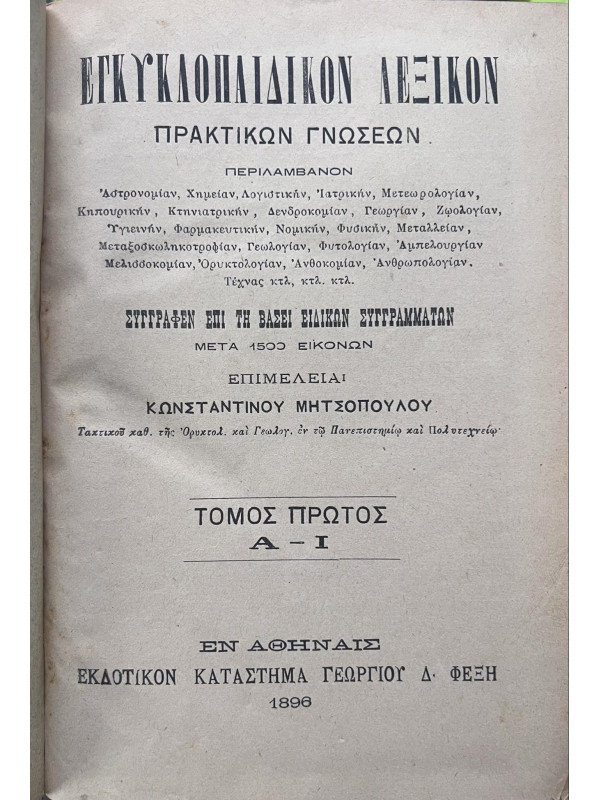 ΕΓΚΥΚΛΟΠΑΙΔΙΚΟΝ ΛΕΞΙΚΟΝ
ΠΡΑΚΤΙΚΩΝ ΓΝΩΣΕΩΝ.
ΠΕΡΙΛΑΜΒΑΝΟΝ
Ἀστρονομίαν, Χημείαν, Λογιστικὴν, Ἰατρικήν, Μετεωρολογίαν,
Κηπουρικήν, Κτηνιατρικήν, Δενδροκομίαν, Γεωργίαν, Ζῳολογίαν,
Ὑγιεινήν, Φαρμακευτικήν, Νομικήν, Φυσικὴν, Μεταλλείαν,
Μεταξοσκωληκοτροφίαν, Γεωλογίαν, Φυτολογίαν, Ἀμπελουργίαν
Μελισσοκομίαν, Ὀρυκτολογίαν, Ἀνθοκομίαν, Ἀνθρωπολογίαν.
Τέχνας κτλ, κτλ. κτλ.
ΣΥΓΓΡΑΦΕΝ ΕΠΙ ΤΗ ΒΑΣΕΙ ΕΙΔΙΚΩΝ ΣΥΓΓΡΑΜΜΑΤΩΝ
ΜΕΤΑ 1500 ΕΙΚΟΝΩΝ
ΕΠΙΜΕΛΕΙΑι
ΚΩΝΣΤΑΝΤΙΝΟΥ ΜΗΤΣΟΠΟΥΛΟΥ
Τακτικοῦ καθ. τῆς Ὀρυκτολ. καὶ Γεωλογ. ἐν τῷ Πανεπιστημίῳ καὶ Πολυτεχνείῳ·
ΤΟΜΟΣ ΠΡΩΤΟΣ
Α – Ι
ΕΝ ΑΘΗΝΑΙΣ
ΕΚΔΟΤΙΚΟΝ ΚΑΤΑΣΤΗΜΑ ΓΕΩΡΓΙΟΥ Δ. ΦΕΞΗ
1896